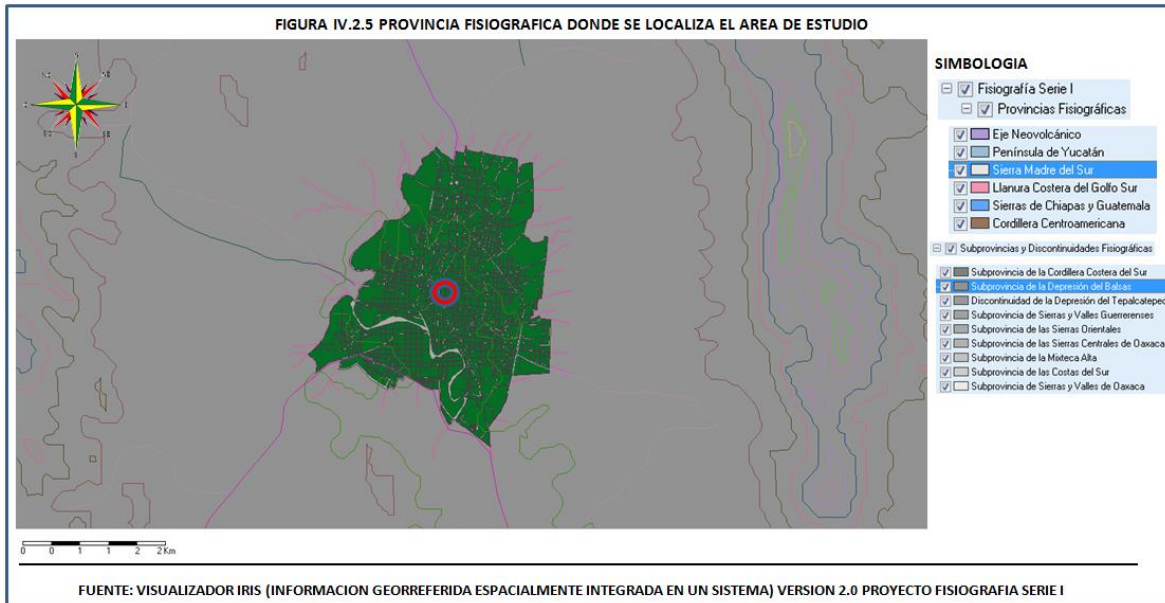 FIGURA IV.2.5 PROVINCIA FISIOGRAFICA DONDE SE LOCALIZA EL AREA DE ESTUDIO
SIMBOLOGIA
Fisiografía Serie I
Provincias Fisiográficas
Eje Neovolcánico
Península de Yucatán
Sierra Madre del Sur
Llanura Costera del Golfo Sur
Sierras de Chiapas y Guatemala
Cordillera Centroamericana
Subprovincias y Discontinuidades Fisiográficas
Subprovincia de la Cordillera Costera del Sur
Subprovincia de la Depresión del Balsas
Discontinuidad de la Depresión del Tepalcatepec
Subprovincia de Sierras y Valles Guerrerenses
Subprovincia de las Sierras Orientales
Subprovincia de las Sierras Centrales de Oaxaca
Subprovincia de la Mixteca Alta
Subprovincia de las Costas del Sur
Subprovincia de Sierras y Valles de Oaxaca
0 0 1 1 2 2 Km
FUENTE: VISUALIZADOR IRIS (INFORMACION GEORREFERIDA ESPACIALMENTE INTEGRADA EN UN SISTEMA) VERSION 2.0 PROYECTO FISIOGRAFIA SERIE I